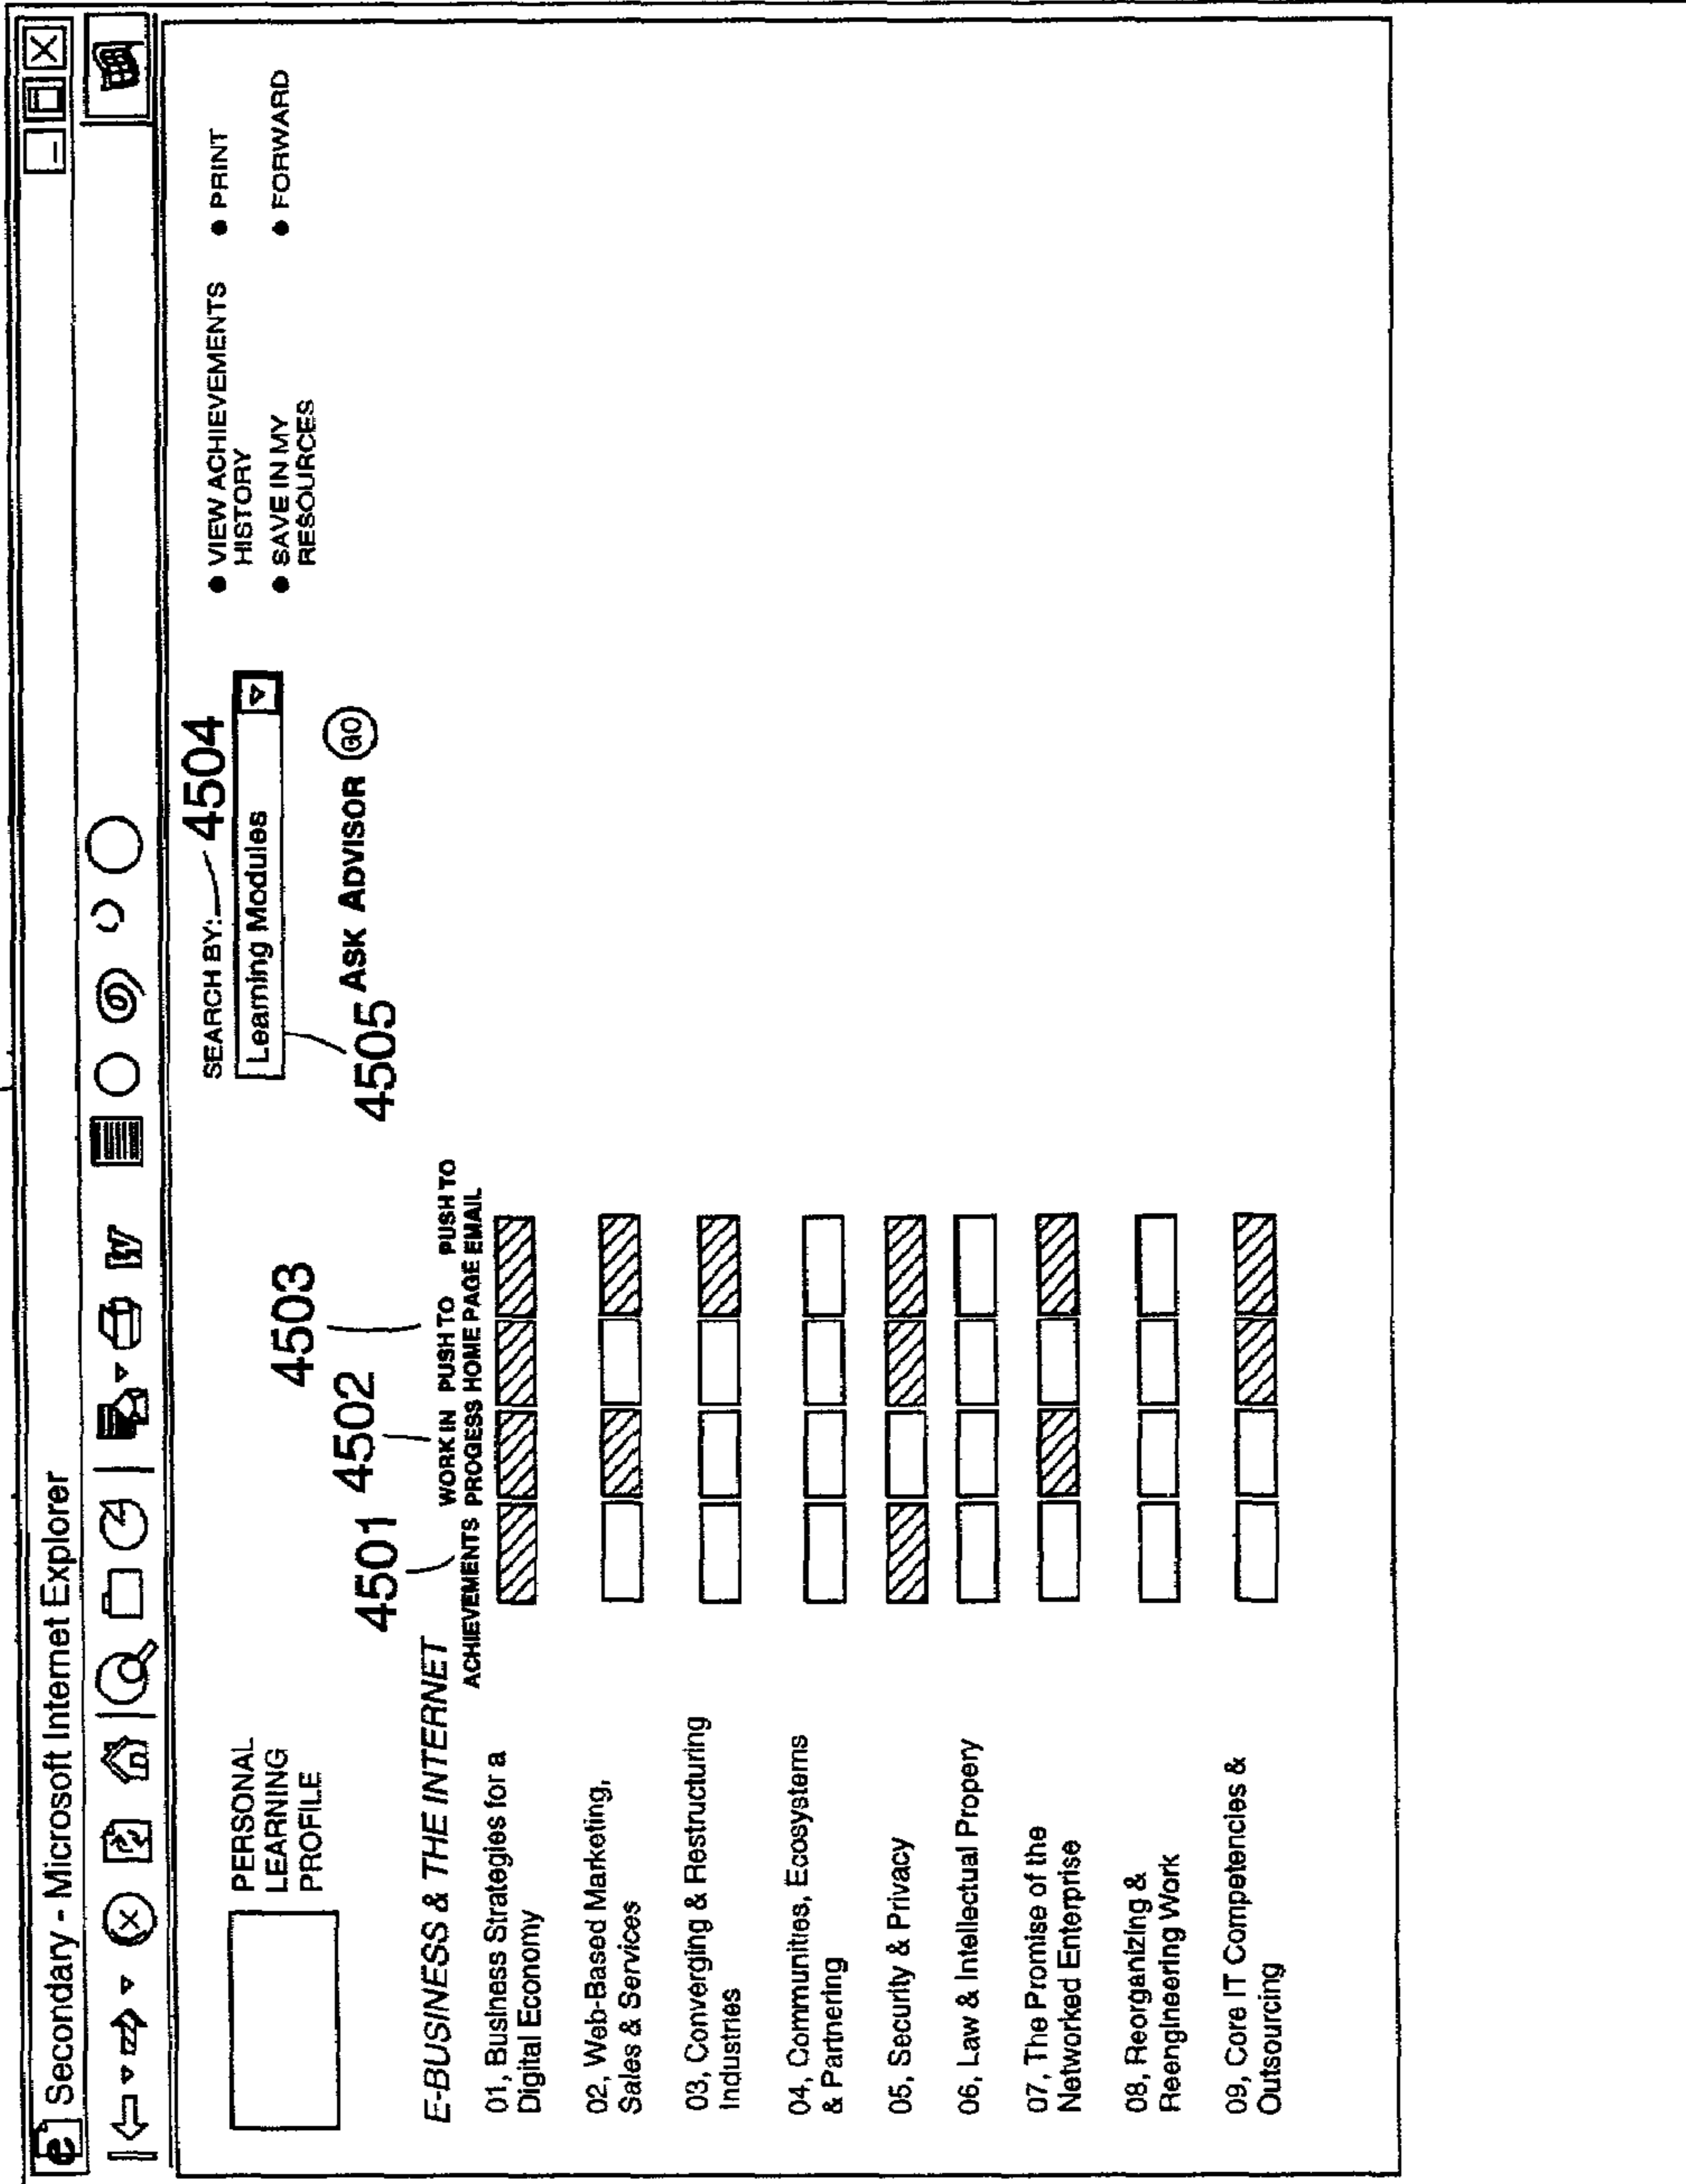 Secondary - Microsoft Internet Explorer
W
PERSONAL
LEARNING
PROFILE
SEARCH BY: 4504
Learning Modules
4505 ASK ADVISOR GO
● VIEW ACHIEVEMENTS
HISTORY
● SAVE IN MY
RESOURCES
● PRINT
● FORWARD
4501 4502 4503
E-BUSINESS & THE INTERNET
ACHIEVEMENTS
WORK IN
PROGESS
PUSH TO
HOME PAGE
PUSH TO
EMAIL
01, Business Strategies for a
Digital Economy
02, Web-Based Marketing,
Sales & Services
03, Converging & Restructuring
Industries
04, Communities, Ecosystems
& Partnering
05, Security & Privacy
06, Law & Intellectual Propery
07, The Promise of the
Networked Enterprise
08, Reorganizing &
Reengineering Work
09, Core IT Competencies &
Outsourcing